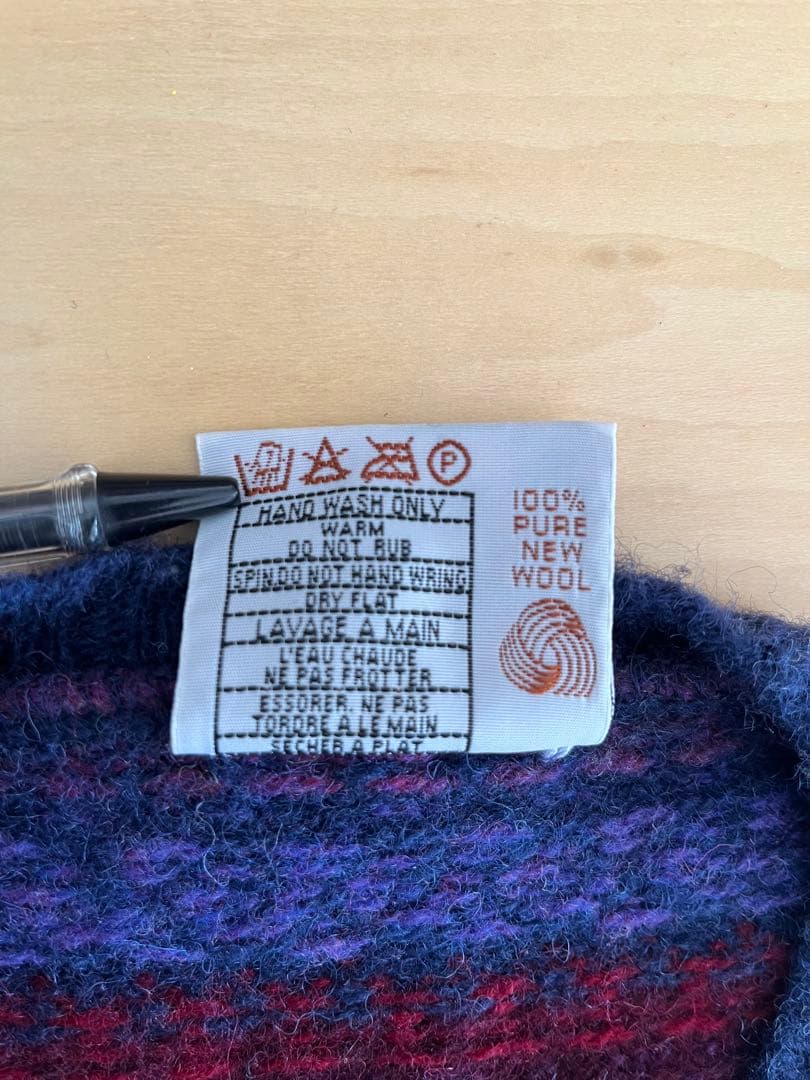 P
HAND WASH ONLY
WARM
DO NOT RUB
SPIN.DO NOT HAND WRING
DRY FLAT
LAVAGE A MAIN
L'EAU CHAUDE
NE PAS FROTTER
ESSORER. NE PAS
TORDRE A LE MAIN
SECHER A PLAT
100%
PURE
NEW
WOOL